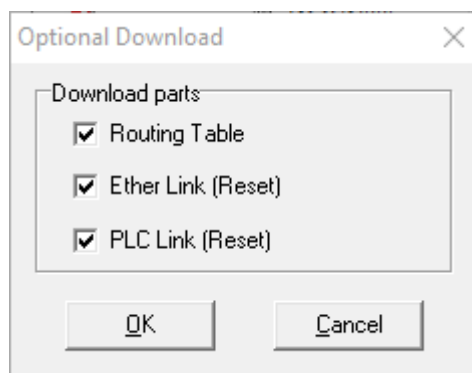 Optional Download
Download parts
Routing Table
Ether Link (Reset)
PLC Link (Reset)
OK
Cancel